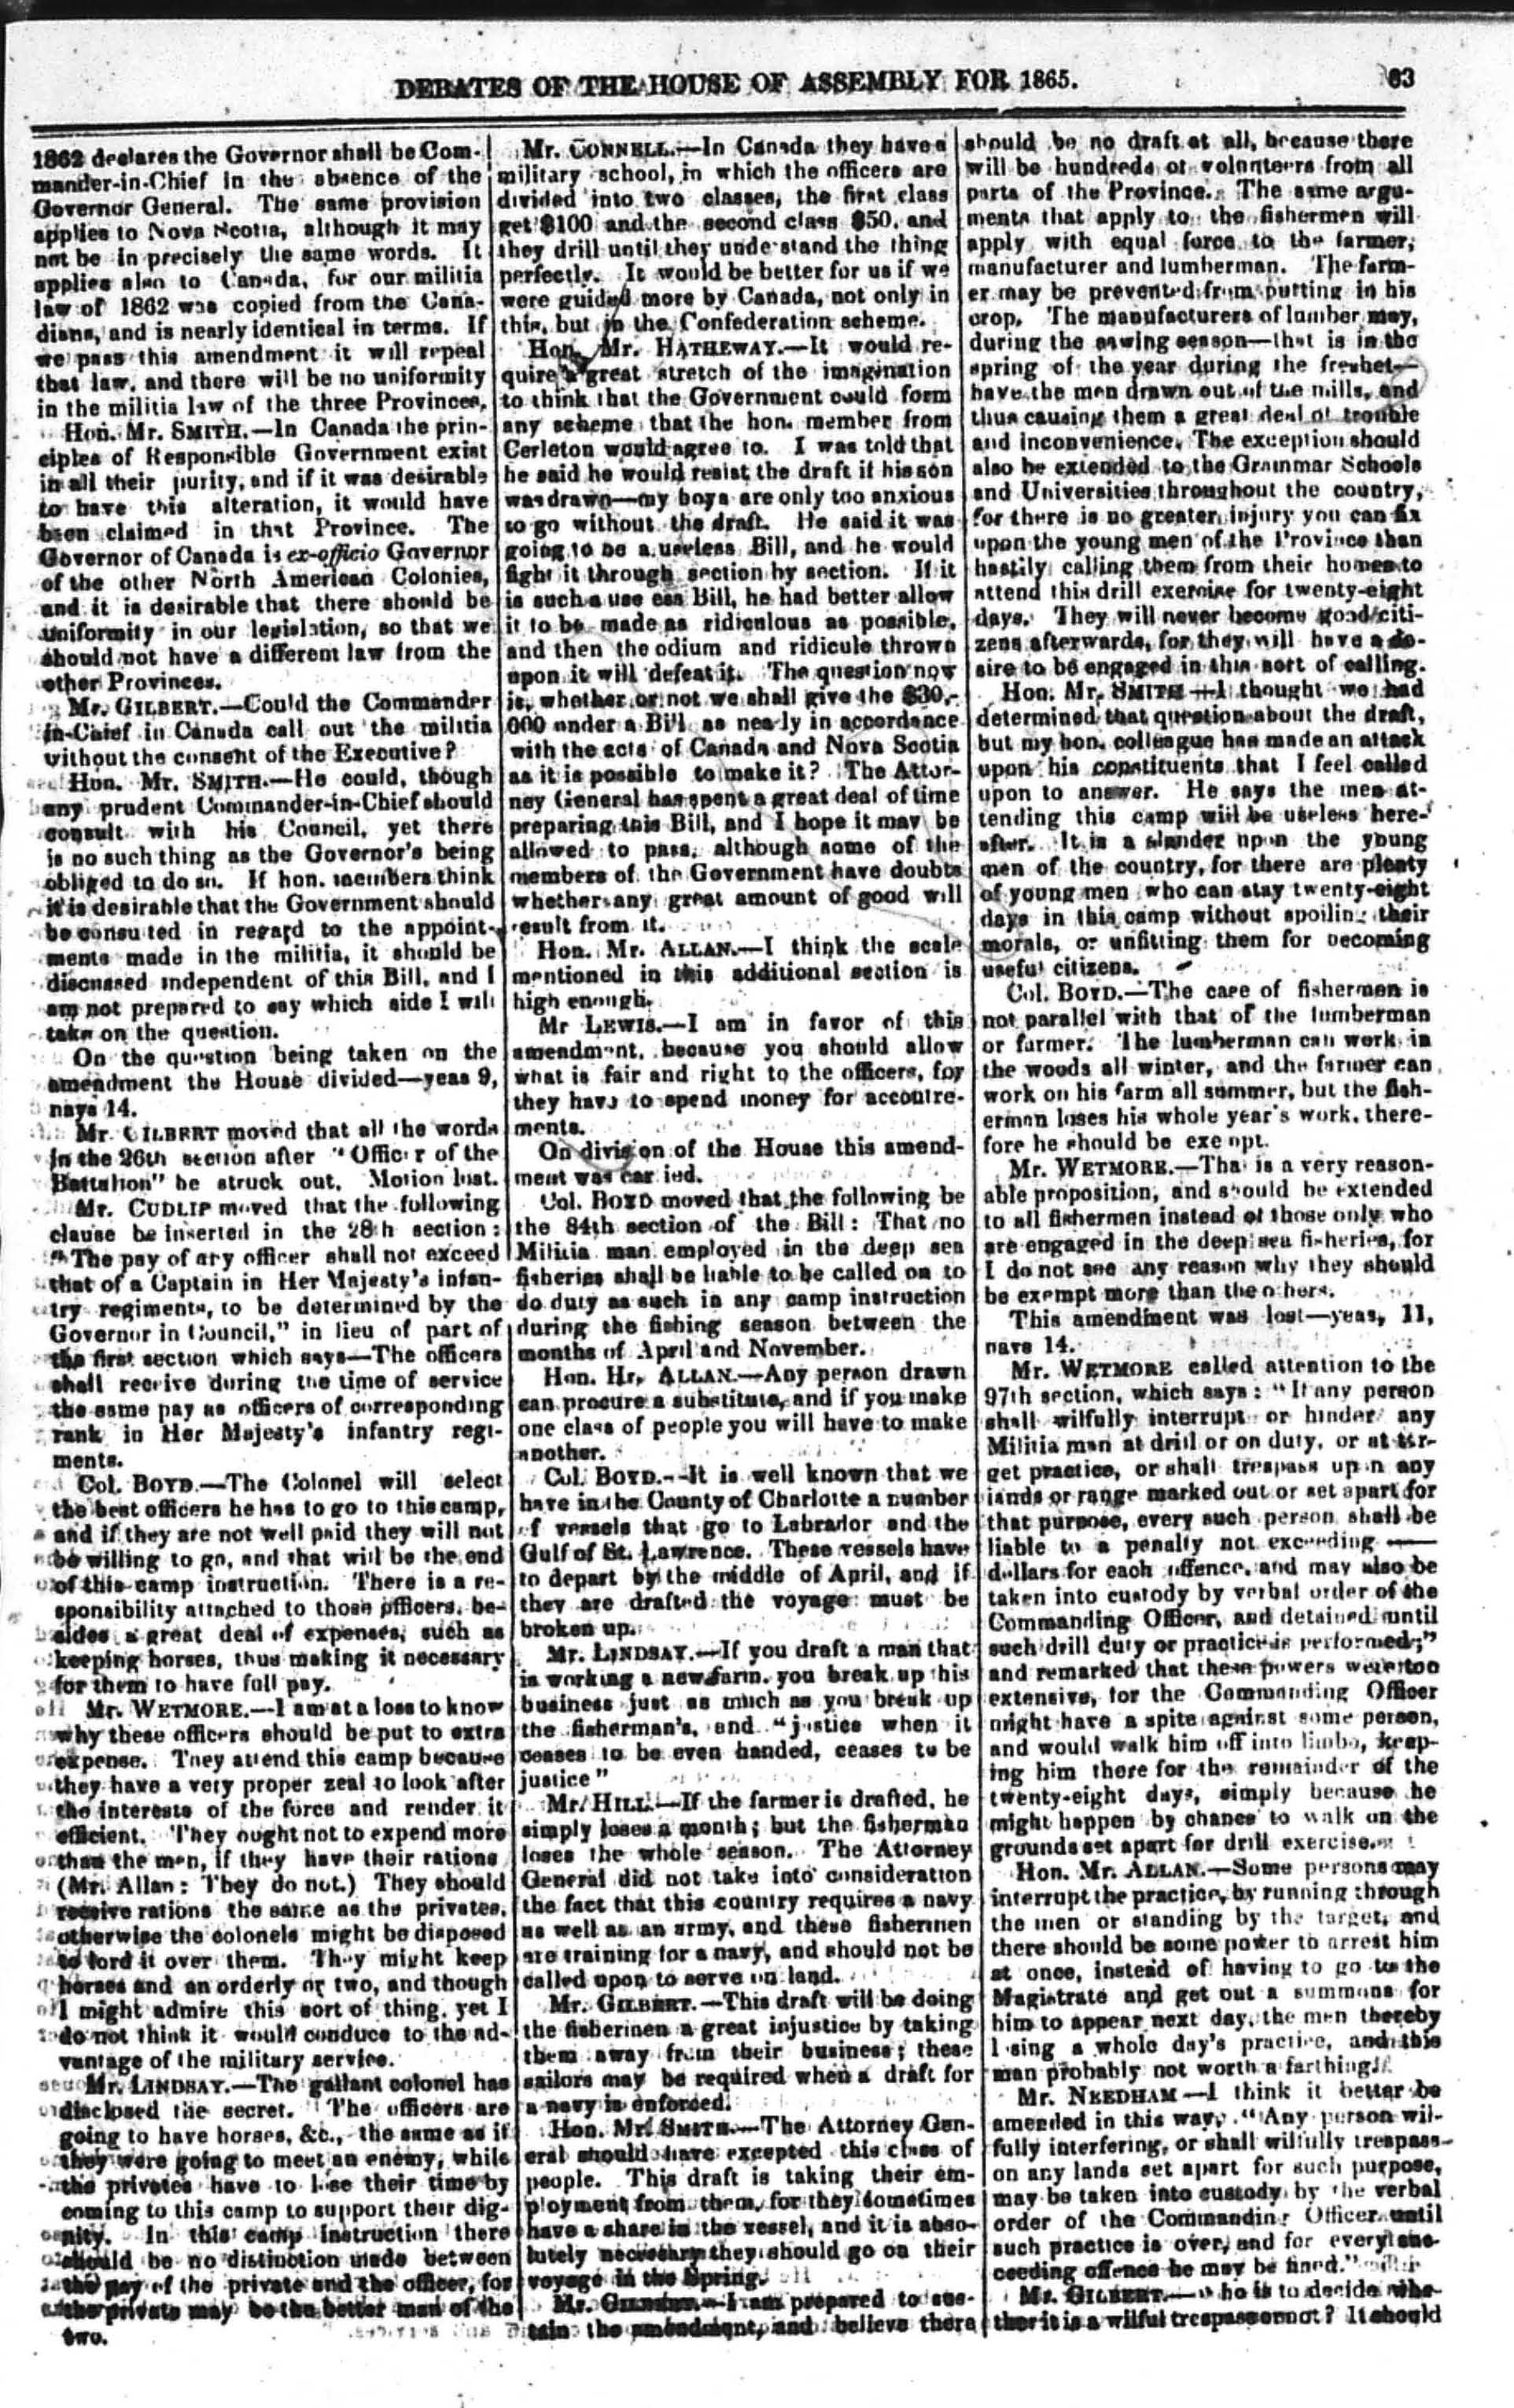 DEBATES OF THE HOUSE OF ASSEMBLY FOR 1865. 83
1862 declares the Governor shall be Com-
mander-in-Chief in the absence of the
Governor General. The same provision
applies to Nova Scotia, although it may
not be in precisely the same words. It
applies also to Canada, for our militia
law of 1862 was copied from the Cana-
dians, and is nearly identical in terms. If
we pass this amendment it will repeal
that law, and there will be no uniformity
in the militia law of the three Provinces.
Hon. Mr. SMITH.—In Canada the prin-
ciples of Responsible Government exist
in all their purity, and if it was desirable
to have this alteration, it would have
been claimed in that Province. The
Governor of Canada is ex-officio Governor
of the other North American Colonies,
and it is desirable that there should be
uniformity in our legislation, so that we
should not have a different law from the
other Provinces.
Mr. GILBERT.—Could the Commander
in-Chief in Canada call out the militia
without the consent of the Executive?
Hon. Mr. SMITH.—He could, though
any prudent Commander-in-Chief should
consult with his Council, yet there
is no such thing as the Governor's being
obliged to do so. If hon. members think
it is desirable that the Government should
be consulted in regard to the appoint-
ments made in the militia, it should be
discussed independent of this Bill, and I
am not prepared to say which side I will
take on the question.
On the question being taken on the
amendment the House divided—yeas 9,
nays 14.
Mr. GILBERT moved that all the words
in the 26th section after "Officer of the
Battalion" be struck out. Motion lost.
Mr. CUDLIP moved that the following
clause be inserted in the 28th section:
"The pay of any officer shall not exceed
that of a Captain in Her Majesty's infan-
try regiments, to be determined by the
Governor in Council," in lieu of part of
the first section which says—The officers
shall receive during the time of service
the same pay as officers of corresponding
rank in Her Majesty's infantry regi-
ments.
Col. BOYD.—The Colonel will select
the best officers he has to go to this camp,
and if they are not well paid they will not
be willing to go, and that will be the end
of this camp instruction. There is a re-
sponsibility attached to those officers, be-
sides a great deal of expenses, such as
keeping horses, thus making it necessary
for them to have full pay.
Mr. WETMORE.—I am at a loss to know
why these officers should be put to extra
expense. They attend this camp because
they have a very proper zeal to look after
the interests of the force and render it
efficient. They ought not to expend more
than the men, if they have their rations
(Mr. Allan: They do not.) They should
receive rations the same as the privates,
otherwise the colonels might be disposed
to lord it over them. They might keep
horses and an orderly or two, and though
I might admire this sort of thing, yet I
do not think it would conduce to the ad-
vantage of the military service.
Mr. LINDSAY.—The gallant colonel has
disclosed the secret. The officers are
going to have horses, &c., the same as if
they were going to meet an enemy, while
the privates have to lose their time by
coming to this camp to support their dig-
nity. In this camp instruction there
should be no distinction made between
the pay of the private and the officer, for
the private may be the better man of the
two.
Mr. CONNELL.—In Canada they have a
military school, in which the officers are
divided into two classes, the first class
get $100 and the second class $50, and
they drill until they understand the thing
perfectly. It would be better for us if we
were guided more by Canada, not only in
this, but in the Confederation scheme.
Hon. Mr. HATHEWAY.—It would re-
quire a great stretch of the imagination
to think that the Government could form
any scheme that the hon. member from
Carleton would agree to. I was told that
he said he would resist the draft if his son
was drawn—my boys are only too anxious
to go without the draft. He said it was
going to be a useless Bill, and he would
fight it through section by section. If it
is such a useless Bill, he had better allow
it to be made as ridiculous as possible,
and then the odium and ridicule thrown
upon it will defeat it. The question now
is, whether or not we shall give the $30,-
000 under a Bill as nearly in accordance
with the acts of Canada and Nova Scotia
as it is possible to make it? The Attor-
ney General has spent a great deal of time
preparing this Bill, and I hope it may be
allowed to pass, although some of the
members of the Government have doubts
whether any great amount of good will
result from it.
Hon. Mr. ALLAN.—I think the scale
mentioned in this additional section is
high enough.
Mr LEWIS.—I am in favor of this
amendment, because you should allow
what is fair and right to the officers, for
they have to spend money for accoutre-
ments.
On division of the House this amend-
ment was carried.
Col. BOYD moved that the following be
the 84th section of the Bill: That no
Militia man employed in the deep sea
fisheries shall be liable to be called on to
do duty as such in any camp instruction
during the fishing season between the
months of April and November.
Hon. Mr. ALLAN.—Any person drawn
can procure a substitute, and if you make
one class of people you will have to make
another.
Col. BOYD.—It is well known that we
have in the County of Charlotte a number
of vessels that go to Labrador and the
Gulf of St. Lawrence. These vessels have
to depart by the middle of April, and if
they are drafted the voyage must be
broken up.
Mr. LINDSAY.—If you draft a man that
is working a new farm, you break up his
business just as much as you break up
the fisherman's, and "justice when it
ceases to be even handed, ceases to be
justice"
Mr. HILL.—If the farmer is drafted, he
simply loses a month; but the fisherman
loses the whole season. The Attorney
General did not take into consideration
the fact that this country requires a navy
as well as an army, and these fishermen
are training for a navy, and should not be
called upon to serve on land.
Mr. GILBERT.—This draft will be doing
the fishermen a great injustice by taking
them away from their business; these
sailors may be required when a draft for
a navy is enforced.
Hon. Mr. SMITH.—The Attorney Gen-
eral should have excepted this class of
people. This draft is taking their em-
ployment from them, for they sometimes
have a share in the vessel, and it is abso-
lutely necessary they should go on their
voyage in the Spring.
Mr. GILBERT.—I am prepared to sus-
tain the amendment, and believe there
should be no draft at all, because there
will be hundreds of volunteers from all
parts of the Province. The same argu-
ments that apply to the fishermen will
apply with equal force to the farmer,
manufacturer and lumberman. The farm-
er may be prevented from putting in his
crop. The manufacturers of lumber may,
during the sawing season—that is in the
spring of the year during the freshet—
have the men drawn out of the mills, and
thus causing them a great deal of trouble
and inconvenience. The exception should
also be extended to the Grammar Schools
and Universities throughout the country,
for there is no greater injury you can fix
upon the young men of the Province than
hastily calling them from their homes to
attend this drill exercise for twenty-eight
days. They will never become good citi-
zens afterwards, for they will have a de-
sire to be engaged in this sort of calling.
Hon. Mr. SMITH—I thought we had
determined that question about the draft,
but my hon. colleague has made an attack
upon his constituents that I feel called
upon to answer. He says the men at-
tending this camp will be useless here-
after. It is a slander upon the young
men of the country, for there are plenty
of young men who can stay twenty-eight
days in this camp without spoiling their
morals, or unfitting them for becoming
useful citizens.
Col. BOYD.—The case of fishermen is
not parallel with that of the lumberman
or farmer. The lumberman can work in
the woods all winter, and the farmer can
work on his farm all summer, but the fish-
erman loses his whole year's work, there-
fore he should be exempt.
Mr. WETMORE.—That is a very reason-
able proposition, and should be extended
to all fishermen instead of those only who
are engaged in the deep sea fisheries, for
I do not see any reason why they should
be exempt more than the others.
This amendment was lost—yeas, 11,
nays 14.
Mr. WETMORE called attention to the
97th section, which says: "If any person
shall wilfully interrupt or hinder any
Militia man at drill or on duty, or at tar-
get practice, or shall trespass upon any
lands or range marked out or set apart for
that purpose, every such person shall be
liable to a penalty not exceeding ——
dollars for each offence, and may also be
taken into custody by verbal order of the
Commanding Officer, and detained until
such drill duty or practice is performed;"
and remarked that these powers were too
extensive, for the Commanding Officer
might have a spite against some person,
and would walk him off into limbo, keep-
ing him there for the remainder of the
twenty-eight days, simply because he
might happen by chance to walk on the
grounds set apart for drill exercise.
Hon. Mr. ALLAN.—Some persons may
interrupt the practice, by running through
the men or standing by the target, and
there should be some power to arrest him
at once, instead of having to go to the
Magistrate and get out a summons for
him to appear next day, the men thereby
losing a whole day's practice, and this
man probably not worth a farthing.
Mr. NEEDHAM—I think it better be
amended in this way, "Any person wil-
fully interfering, or shall wilfully trespass
on any lands set apart for such purpose,
may be taken into custody by the verbal
order of the Commanding Officer until
such practice is over, and for every suc-
ceeding offence he may be fined."
Mr. GILBERT.—Who is to decide whe-
ther it is a wilful trespass or not? It should